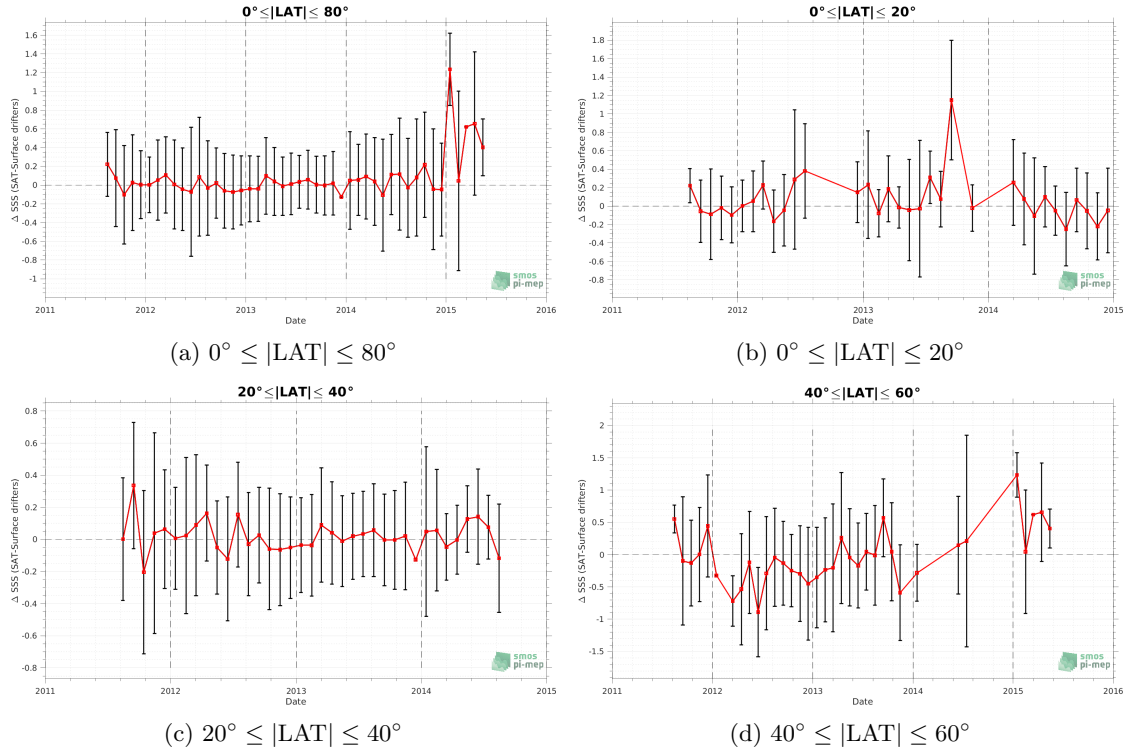 0°≤|LAT|≤ 80°
Δ SSS (SAT-Surface drifters)
1.6
1.4
1.2
1
0.8
0.6
0.4
0.2
0
-0.2
-0.4
-0.6
-0.8
-1
2011
2012
2013
2014
2015
2016
Date
smos
pi-mep
(a) 0° ≤ |LAT| ≤ 80°
0°≤|LAT|≤ 20°
Δ SSS (SAT-Surface drifters)
1.8
1.6
1.4
1.2
1
0.8
0.6
0.4
0.2
0
-0.2
-0.4
-0.6
-0.8
2011
2012
2013
2014
2015
Date
smos
pi-mep
(b) 0° ≤ |LAT| ≤ 20°
20°≤|LAT|≤ 40°
Δ SSS (SAT-Surface drifters)
0.8
0.6
0.4
0.2
0
-0.2
-0.4
-0.6
-0.8
2011
2012
2013
2014
2015
Date
smos
pi-mep
(c) 20° ≤ |LAT| ≤ 40°
40°≤|LAT|≤ 60°
Δ SSS (SAT-Surface drifters)
2
1.5
1
0.5
0
-0.5
-1
-1.5
2011
2012
2013
2014
2015
2016
Date
smos
pi-mep
(d) 40° ≤ |LAT| ≤ 60°